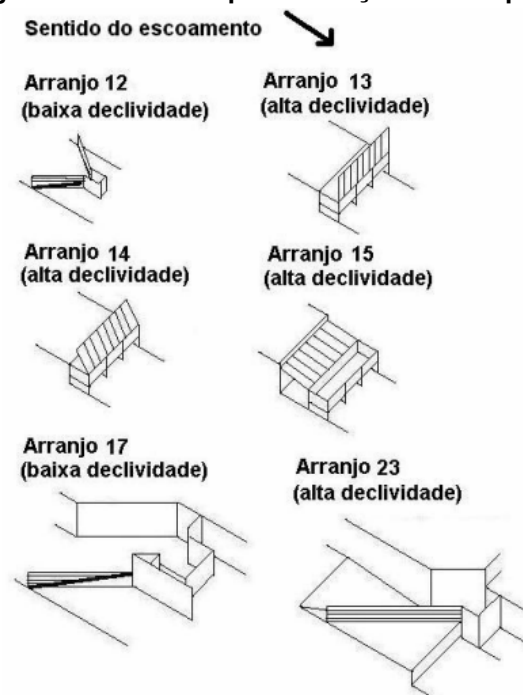 Sentido do escoamento
Arranjo 12
(baixa declividade)
Arranjo 13
(alta declividade)
Arranjo 14
(alta declividade)
Arranjo 15
(alta declividade)
Arranjo 17
(baixa declividade)
Arranjo 23
(alta declividade)